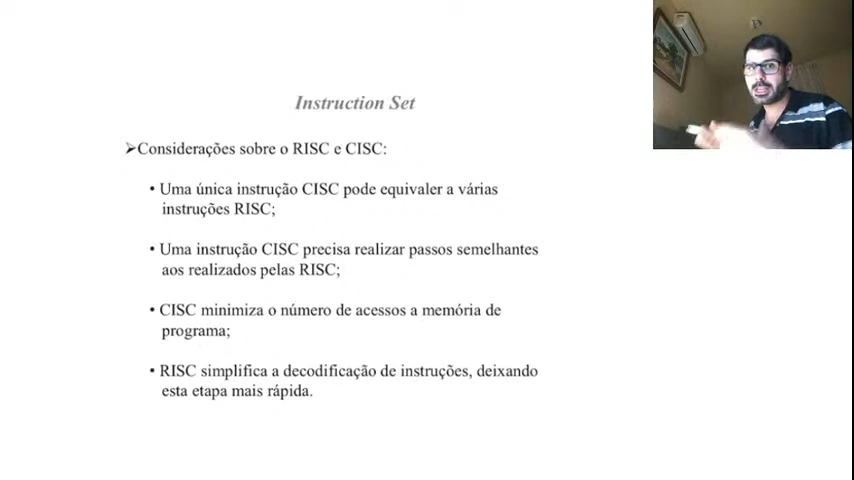 Instruction Set
➢Considerações sobre o RISC e CISC:
• Uma única instrução CISC pode equivaler a várias
instruções RISC;
• Uma instrução CISC precisa realizar passos semelhantes
aos realizados pelas RISC;
• CISC minimiza o número de acessos a memória de
programa;
• RISC simplifica a decodificação de instruções, deixando
esta etapa mais rápida.